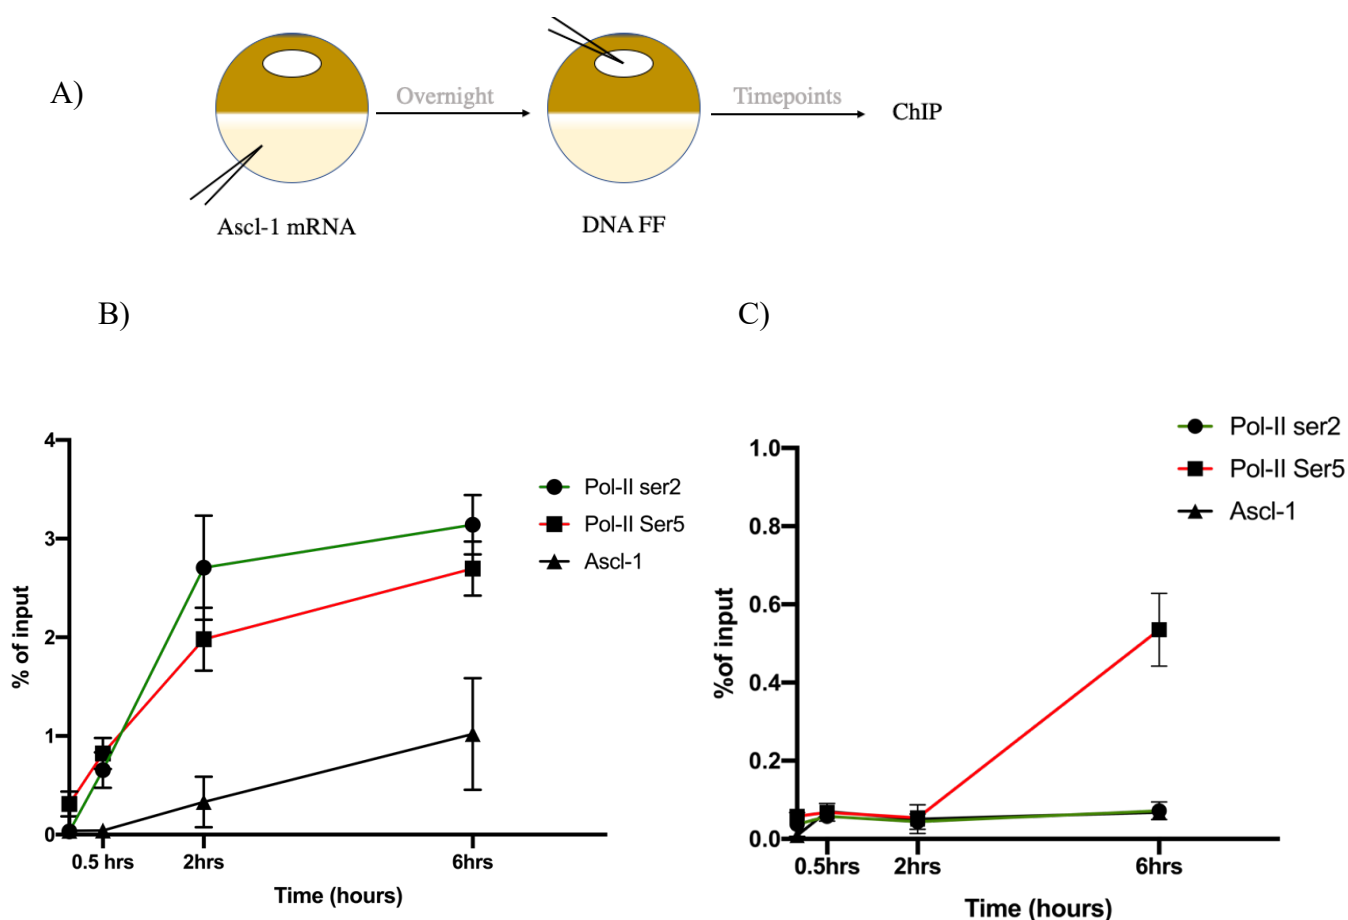 A)
Overnight
Timepoints
ChIP
Ascl-1 mRNA
DNA FF
B)
C)
4
3
2
1
0
% of input
0.5 hrs
2hrs
6hrs
Time (hours)
Pol-II ser2
Pol-II Ser5
Ascl-1
1.0
0.8
0.6
0.4
0.2
0.0
%of input
0.5hrs
2hrs
6hrs
Time (hours)
Pol-II ser2
Pol-II Ser5
Ascl-1